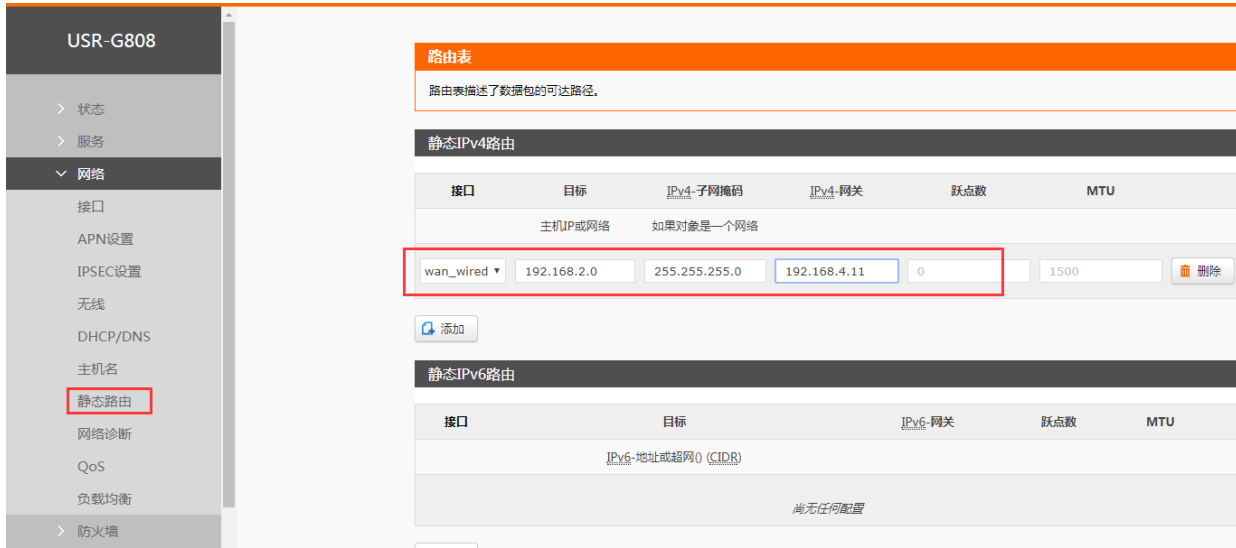 USR-G808
状态
服务
网络
接口
APN设置
IPSEC设置
无线
DHCP/DNS
主机名
静态路由
网络诊断
QoS
负载均衡
防火墙
路由表
路由表描述了数据包的可达路径。
静态IPv4路由
接口 目标 IPv4-子网掩码 IPv4-网关 跃点数 MTU
主机IP或网络 如果对象是一个网络
wan_wired 192.168.2.0 255.255.255.0 192.168.4.11 0 1500 删除
添加
静态IPv6路由
接口 目标 IPv6-网关 跃点数 MTU
IPv6-地址或超网() (CIDR)
尚无任何配置